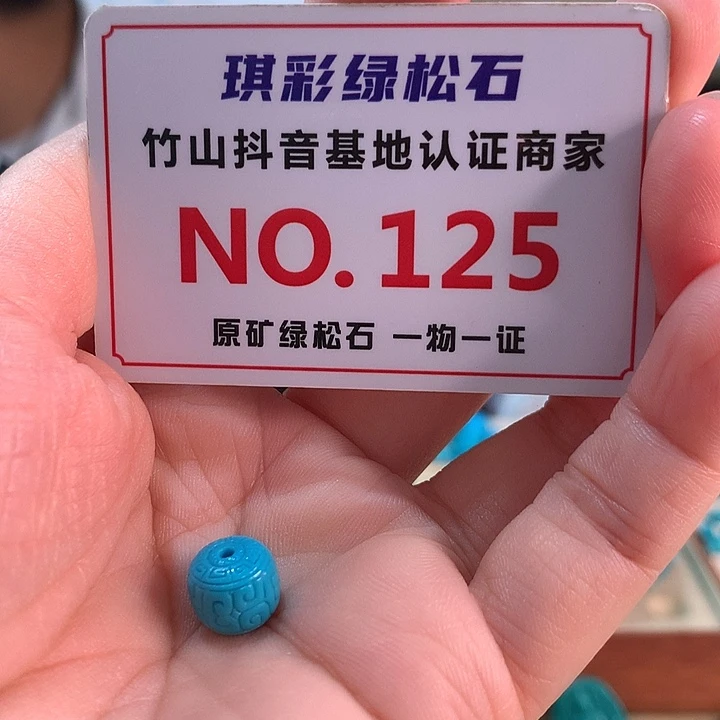 琪彩绿松石
竹山抖音基地认证商家
NO.125
原矿绿松石 一物一证